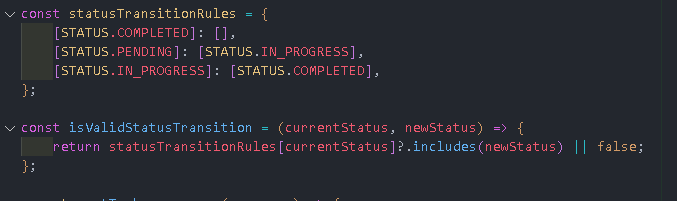 const statusTransitionRules = {
    [STATUS.COMPLETED]: [],
    [STATUS.PENDING]: [STATUS.IN_PROGRESS],
    [STATUS.IN_PROGRESS]: [STATUS.COMPLETED],
};
const isValidStatusTransition = (currentStatus, newStatus) => {
    return statusTransitionRules[currentStatus]?.includes(newStatus) || false;
};